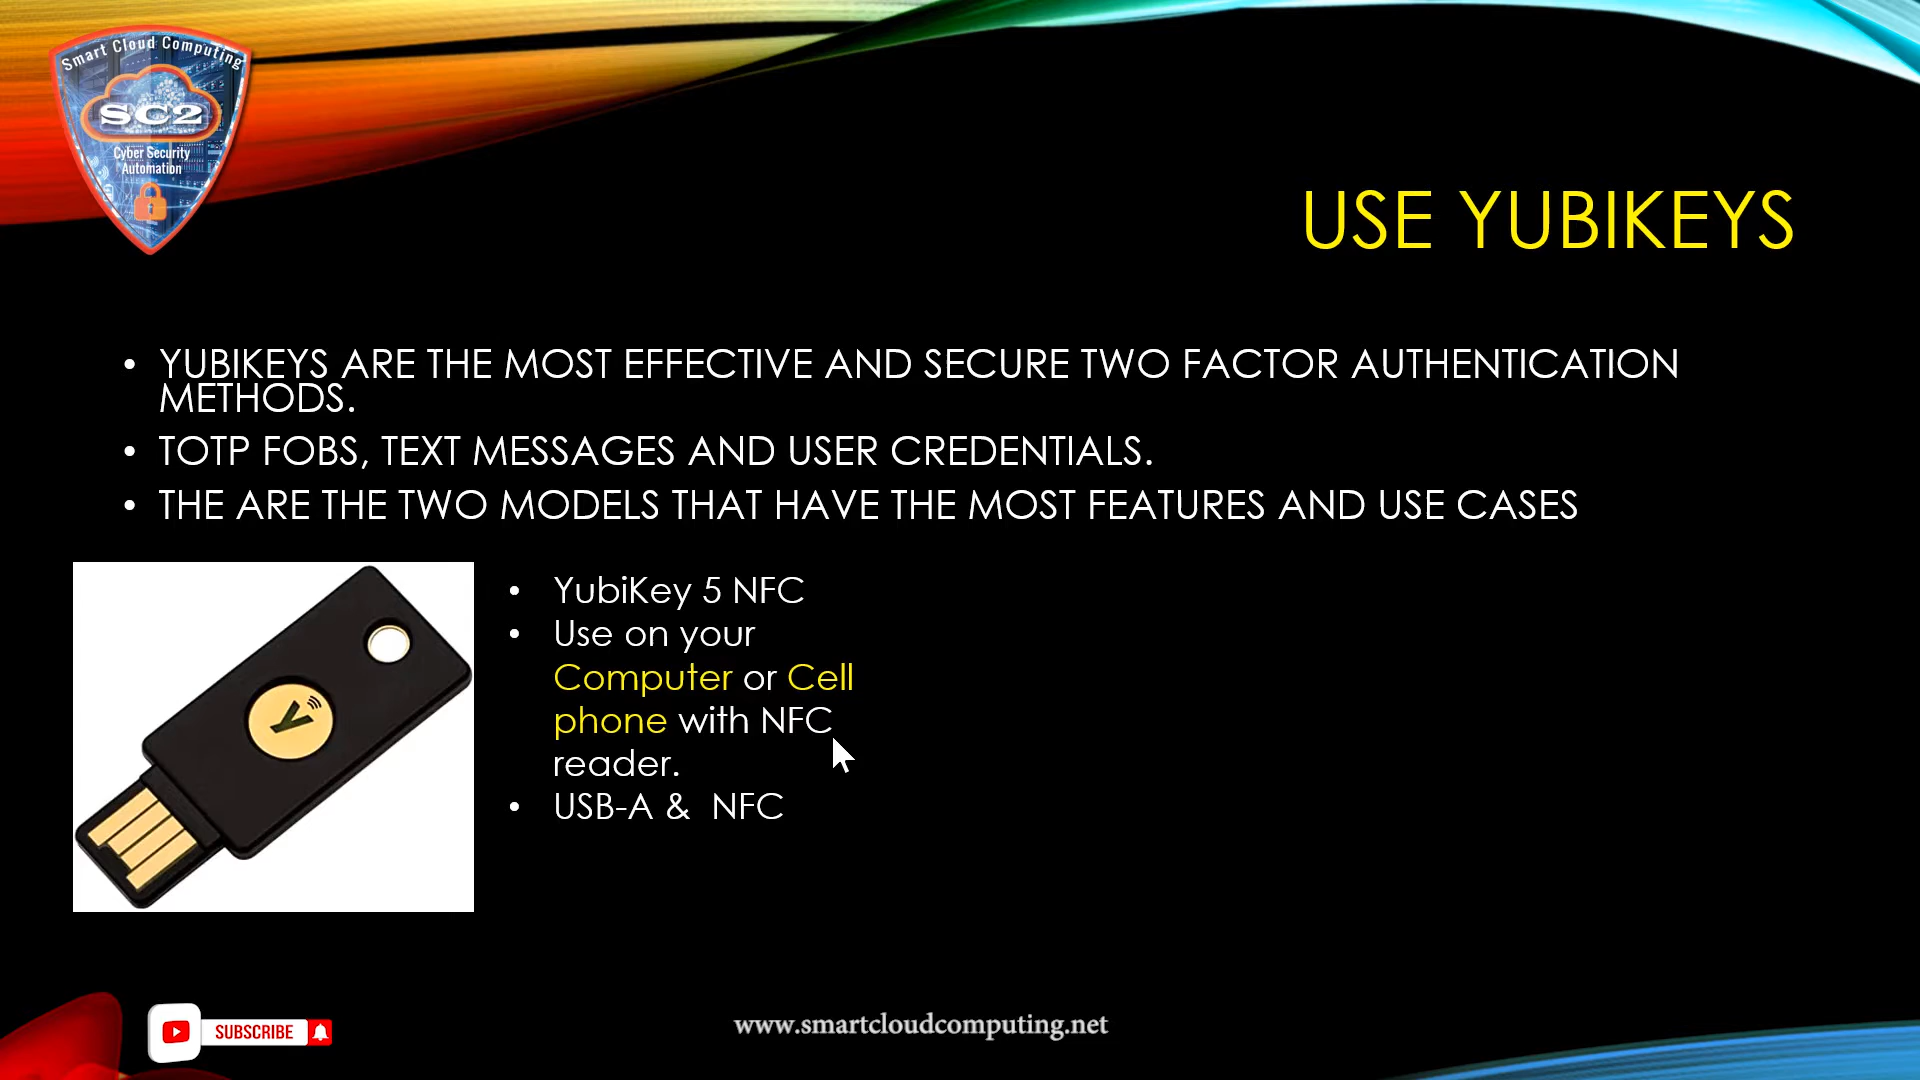 Smart Cloud Computing
SC2
Cyber Security
Automation
USE YUBIKEYS
• YUBIKEYS ARE THE MOST EFFECTIVE AND SECURE TWO FACTOR AUTHENTICATION
METHODS.
• TOTP FOBS, TEXT MESSAGES AND USER CREDENTIALS.
• THE ARE THE TWO MODELS THAT HAVE THE MOST FEATURES AND USE CASES
• YubiKey 5 NFC
• Use on your
Computer or Cell
phone with NFC
reader.
• USB-A & NFC
SUBSCRIBE
www.smartcloudcomputing.net